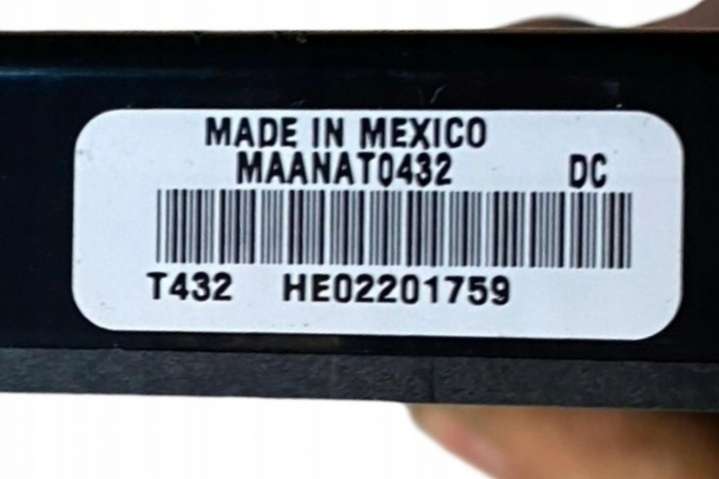 MADE IN MEXICO
MAANAT0432 DC
T432 HE02201759